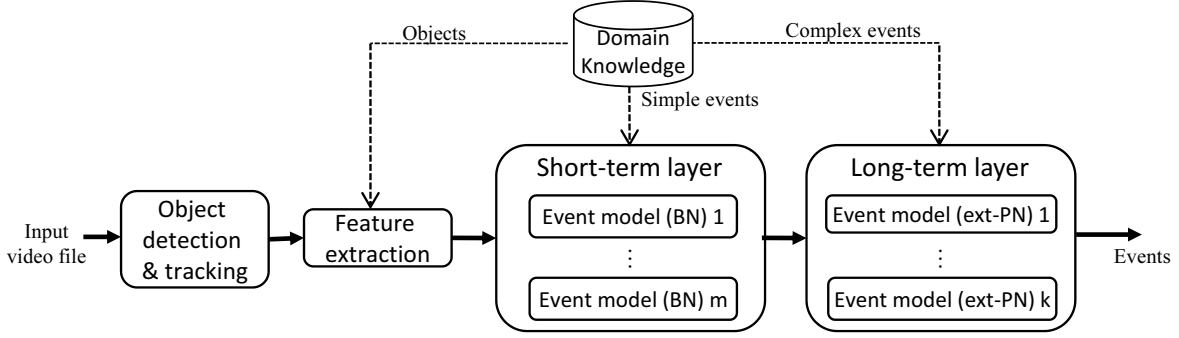 Objects
Domain
Knowledge
Complex events
Simple events
Input
video file
Object
detection
& tracking
Feature
extraction
Short-term layer
Event model (BN) 1
⋮
Event model (BN) m
Long-term layer
Event model (ext-PN) 1
⋮
Event model (ext-PN) k
Events